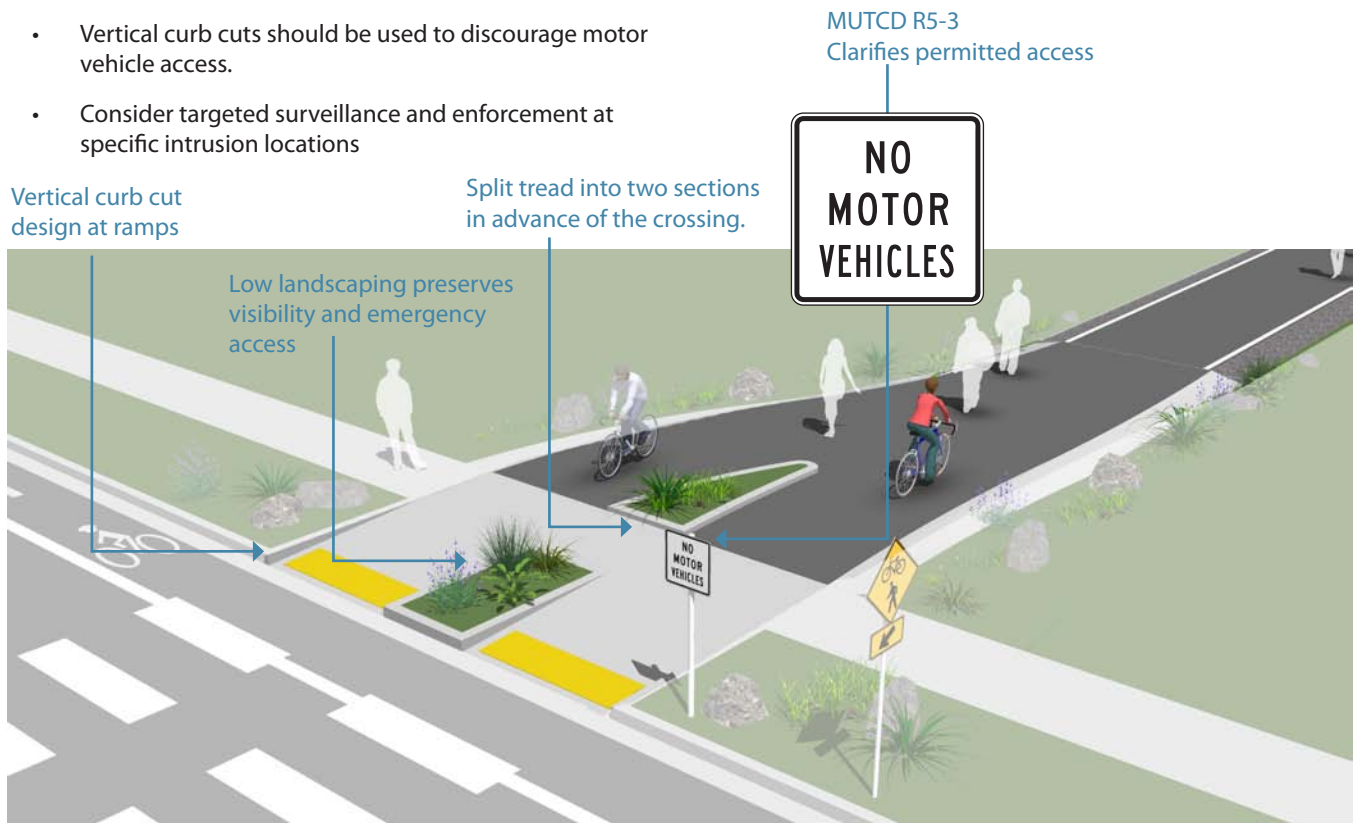 • Vertical curb cuts should be used to discourage motor
vehicle access.
• Consider targeted surveillance and enforcement at
specific intrusion locations
MUTCD R5-3
Clarifies permitted access
NO
MOTOR
VEHICLES
Vertical curb cut
design at ramps
Split tread into two sections
in advance of the crossing.
Low landscaping preserves
visibility and emergency
access
NO
MOTOR
VEHICLES